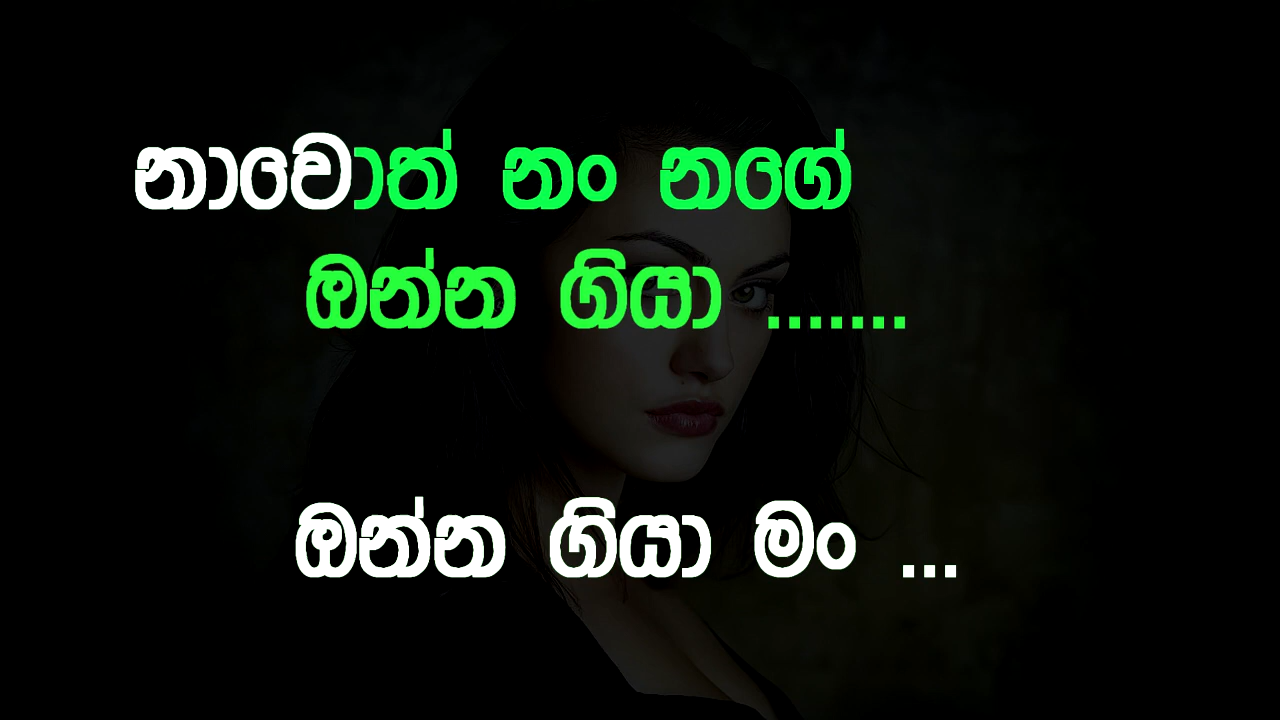 නාවොත් නං නගේ
ඔන්න ගියා .......
ඔන්න ගියා මං ...